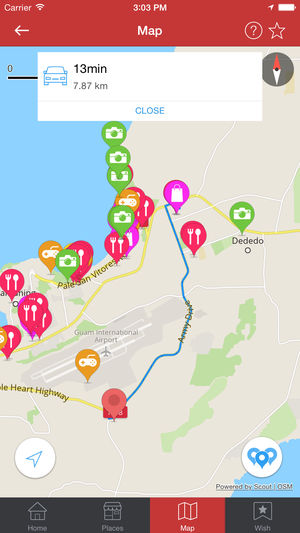 Carrier
3:03 PM
Map
?
0
13min
7.87 km
CLOSE
Dededo
Pale San Vitores
Guam International
Airport
Army Drive
Heart Highway
Powered by Scout | OSM
Home
Places
Map
Wish